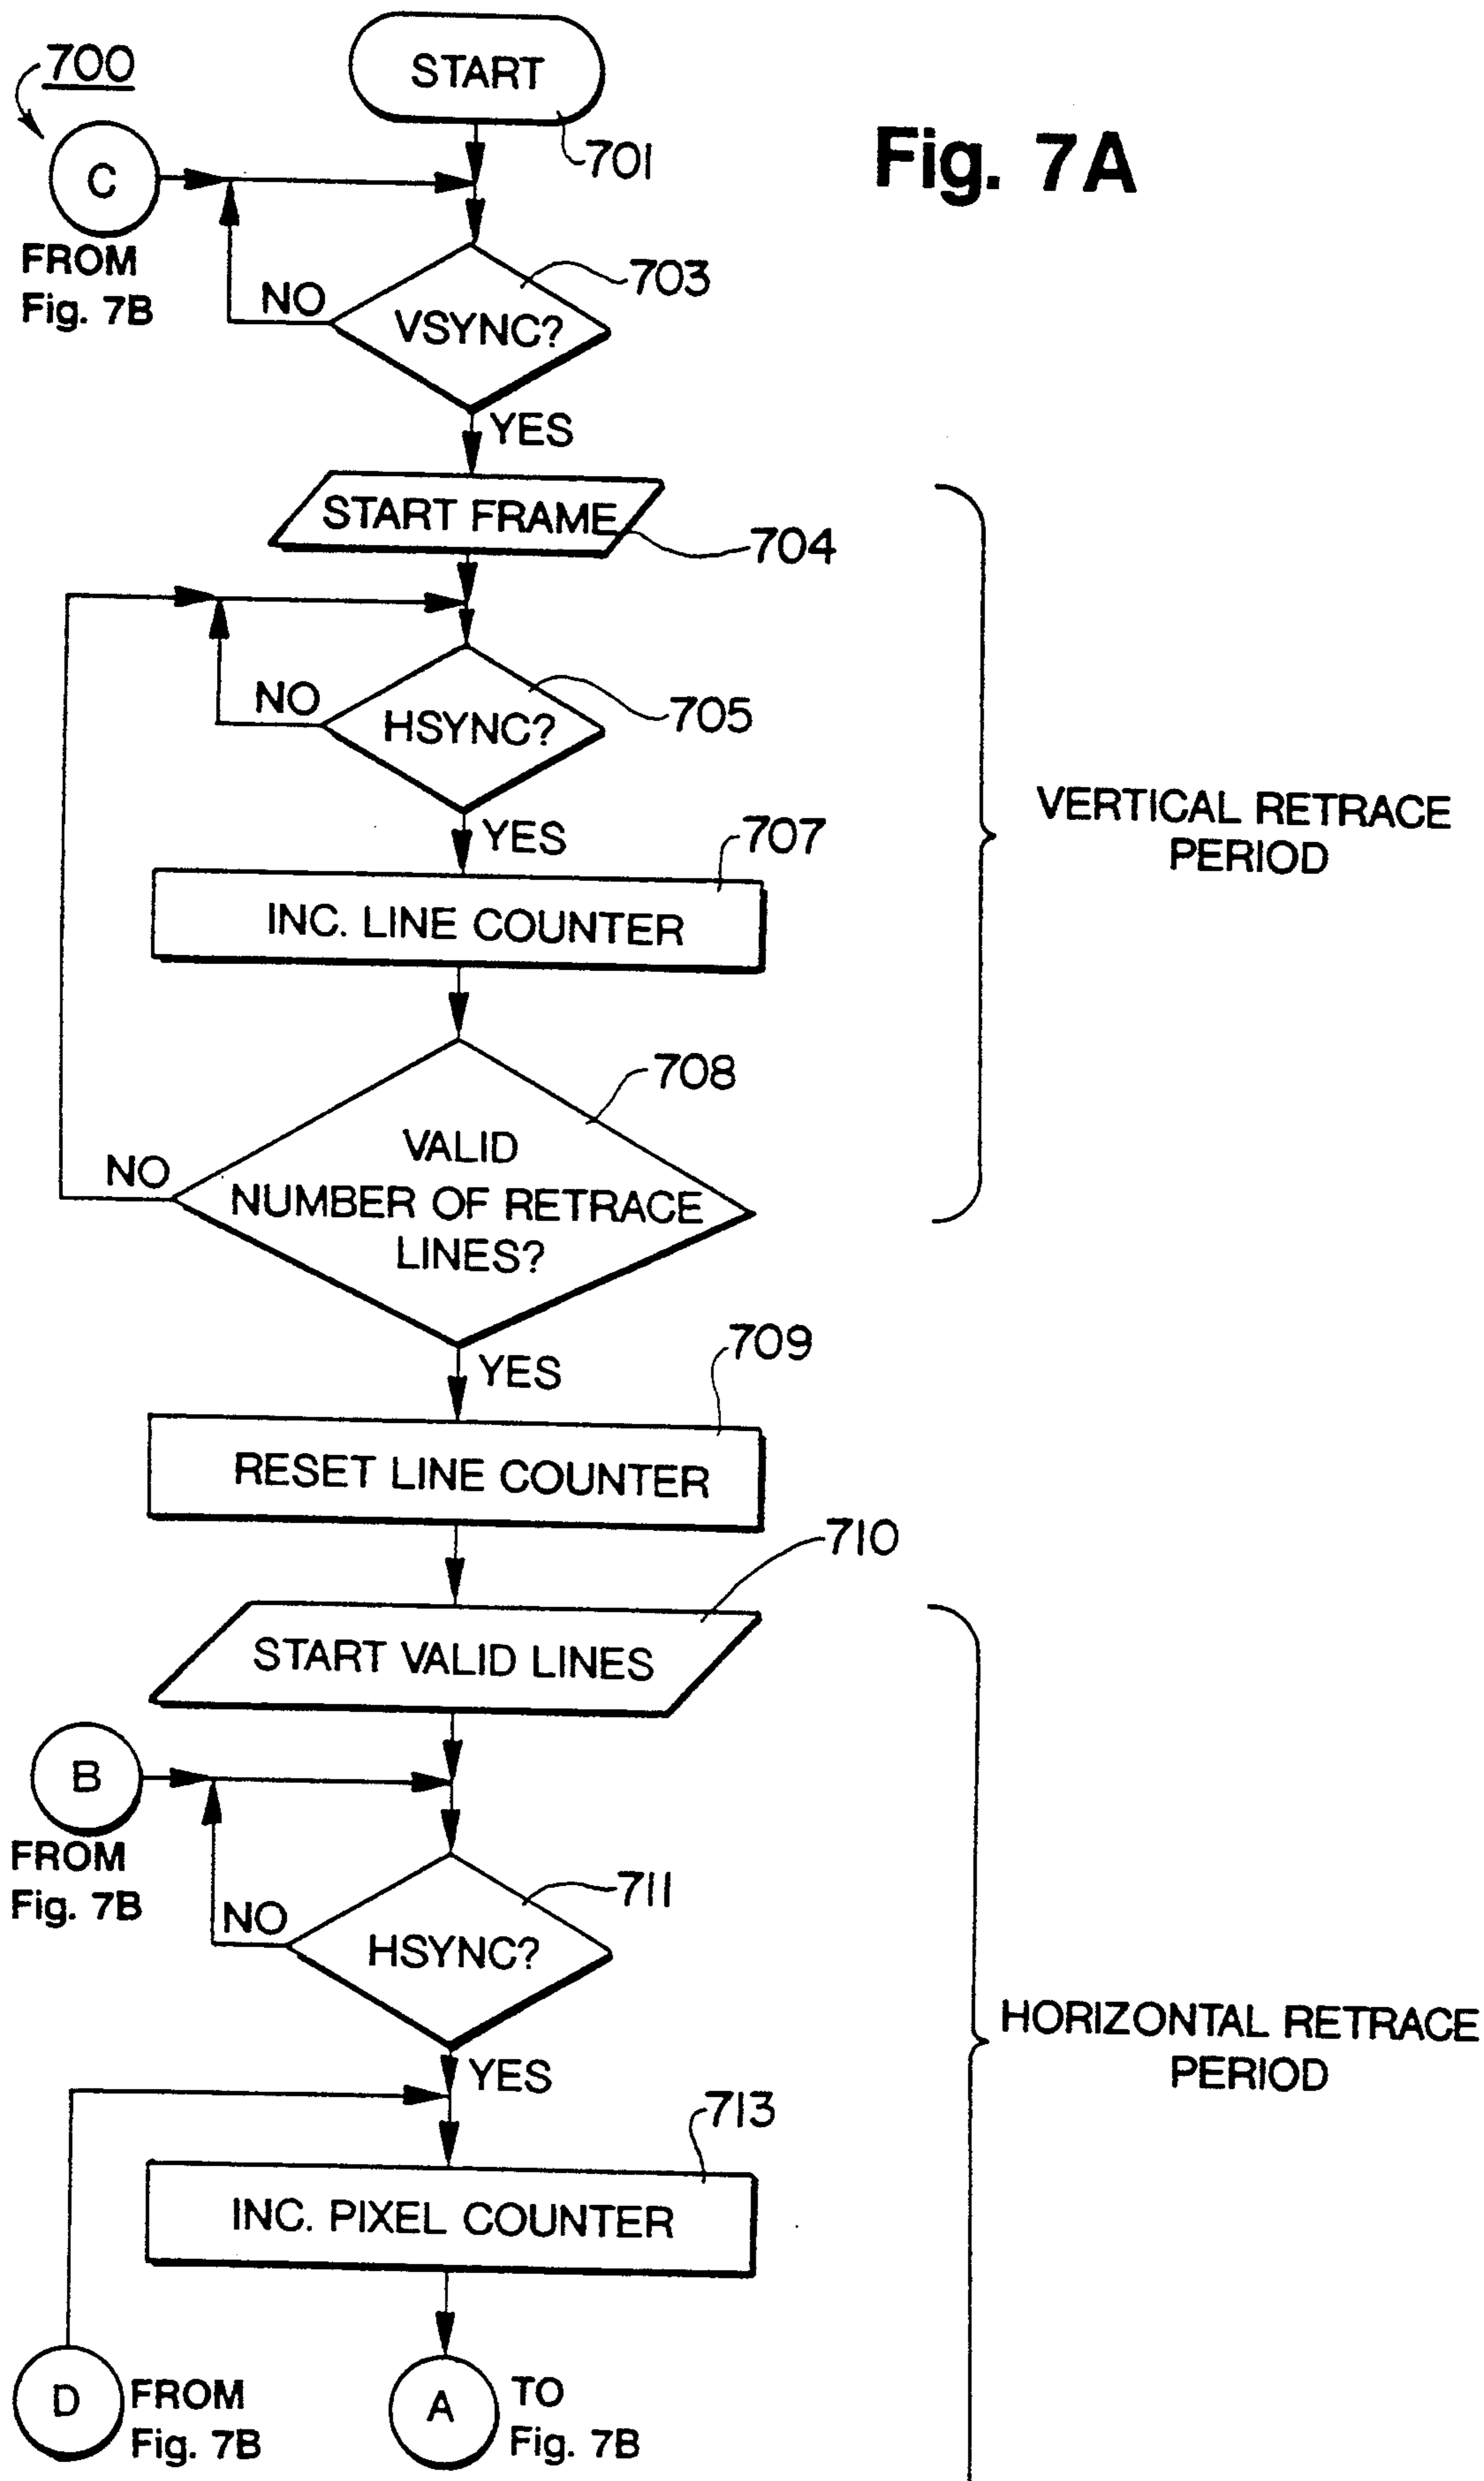 700
START
701
Fig. 7A
C
FROM
Fig. 7B
703
NO
VSYNC?
YES
START FRAME
704
NO
705
HSYNC?
YES
707
INC. LINE COUNTER
VERTICAL RETRACE
PERIOD
708
NO
VALID
NUMBER OF RETRACE
LINES?
YES
709
RESET LINE COUNTER
710
START VALID LINES
B
FROM
Fig. 7B
711
NO
HSYNC?
YES
HORIZONTAL RETRACE
PERIOD
713
INC. PIXEL COUNTER
D
FROM
Fig. 7B
A
TO
Fig. 7B